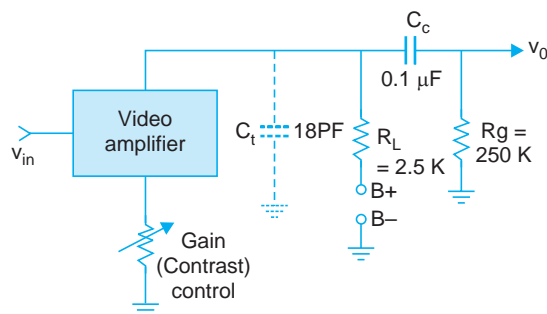 C_c
v_0
0.1 μF
Video
amplifier
v_in
C_t
18PF
R_L
= 2.5 K
Rg =
250 K
B+
B–
Gain
(Contrast)
control